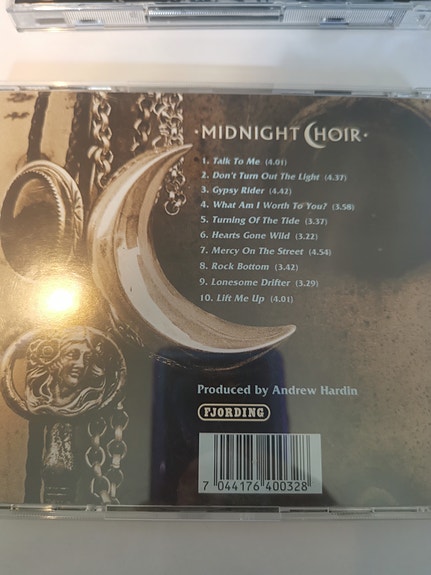 ·MIDNIGHT CHOIR·
1. Talk To Me (4.01)
2. Don't Turn Out The Light (4.37)
3. Gypsy Rider (4.42)
4. What Am I Worth To You? (3.58)
5. Turning Of The Tide (3.37)
6. Hearts Gone Wild (3.22)
7. Mercy On The Street (4.54)
8. Rock Bottom (3.42)
9. Lonesome Drifter (3.29)
10. Lift Me Up (4.01)
Produced by Andrew Hardin
FJORDING
7 044176 400328